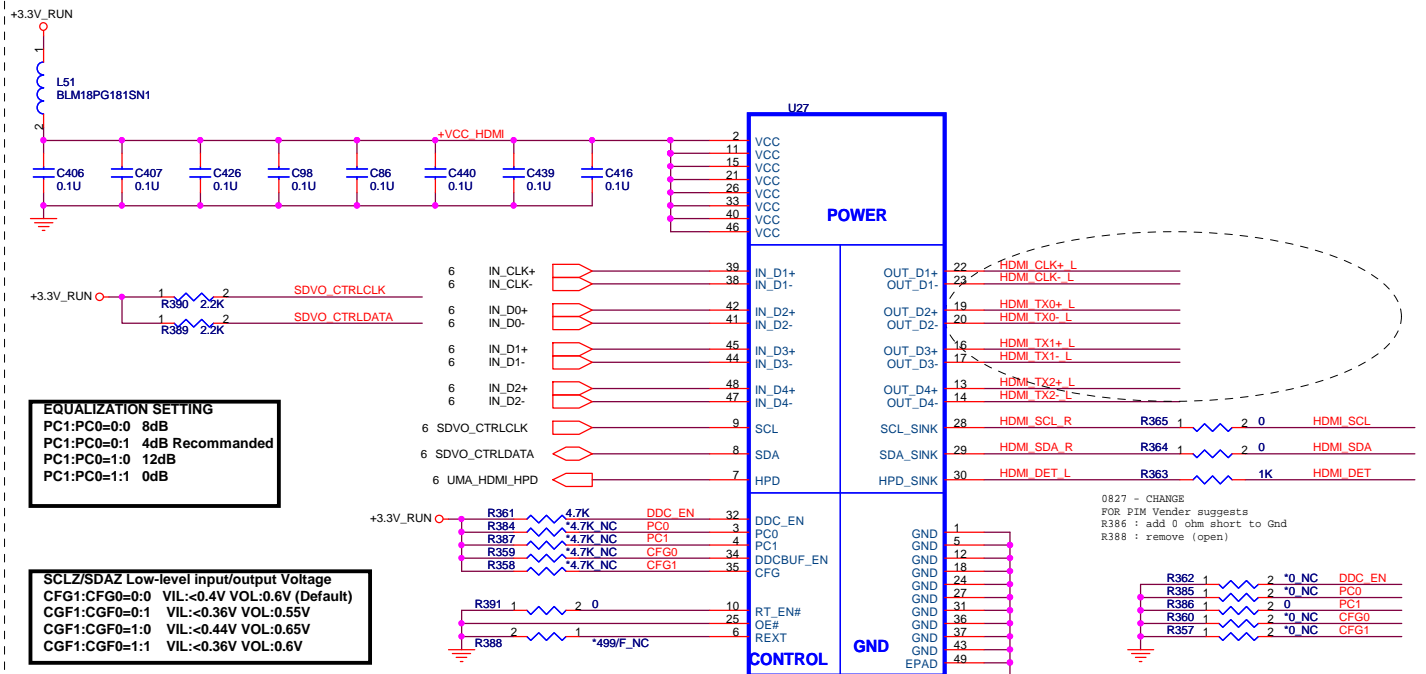 +3.3V_RUN
1
L51
BLM18PG181SN1
2
+VCC_HDMI
C406
0.1U
C407
0.1U
C426
0.1U
C98
0.1U
C86
0.1U
C440
0.1U
C439
0.1U
C416
0.1U
U27
2 VCC
11 VCC
15 VCC
21 VCC
26 VCC
33 VCC
40 VCC
46 VCC
POWER
+3.3V_RUN
1 R390 2.2K 2 SDVO_CTRLCLK
1 R389 2.2K 2 SDVO_CTRLDATA
6 IN_CLK+ 39 IN_D1+
6 IN_CLK- 38 IN_D1-
6 IN_D0+ 42 IN_D2+
6 IN_D0- 41 IN_D2-
6 IN_D1+ 45 IN_D3+
6 IN_D1- 44 IN_D3-
6 IN_D2+ 48 IN_D4+
6 IN_D2- 47 IN_D4-
6 SDVO_CTRLCLK 9 SCL
6 SDVO_CTRLDATA 8 SDA
6 UMA_HDMI_HPD 7 HPD
OUT_D1+ 22 HDMI_CLK+_L
OUT_D1- 23 HDMI_CLK-_L
OUT_D2+ 19 HDMI_TX0+_L
OUT_D2- 20 HDMI_TX0-_L
OUT_D3+ 16 HDMI_TX1+_L
OUT_D3- 17 HDMI_TX1-_L
OUT_D4+ 13 HDMI_TX2+_L
OUT_D4- 14 HDMI_TX2-_L
SCL_SINK 28 HDMI_SCL_R R365 1 2 0 HDMI_SCL
SDA_SINK 29 HDMI_SDA_R R364 1 2 0 HDMI_SDA
HPD_SINK 30 HDMI_DET_L R363 1K HDMI_DET
EQUALIZATION SETTING
PC1:PC0=0:0 8dB
PC1:PC0=0:1 4dB Recommanded
PC1:PC0=1:0 12dB
PC1:PC0=1:1 0dB
0827 - CHANGE
FOR PIM Vender suggests
R386 : add 0 ohm short to Gnd
R388 : remove (open)
+3.3V_RUN
R361 4.7K DDC_EN 32 DDC_EN
R384 *4.7K_NC PC0 3 PC0
R387 *4.7K_NC PC1 4 PC1
R359 *4.7K_NC CFG0 34 DDCBUF_EN
R358 *4.7K_NC CFG1 35 CFG
R391 1 2 0 10 RT_EN#
25 OE#
R388 2 1 *499/F_NC 6 REXT
CONTROL
GND 1
GND 5
GND 12
GND 18
GND 24
GND 27
GND 31
GND 36
GND 37
GND 43
EPAD 49
GND
SCLZ/SDAZ Low-level input/output Voltage
CFG1:CFG0=0:0 VIL:<0.4V VOL:0.6V (Default)
CGF1:CGF0=0:1 VIL:<0.36V VOL:0.55V
CGF1:CGF0=1:0 VIL:<0.44V VOL:0.65V
CGF1:CGF0=1:1 VIL:<0.36V VOL:0.6V
R362 1 2 *0_NC DDC_EN
R385 1 2 *0_NC PC0
R386 1 2 0 PC1
R360 1 2 *0_NC CFG0
R357 1 2 *0_NC CFG1